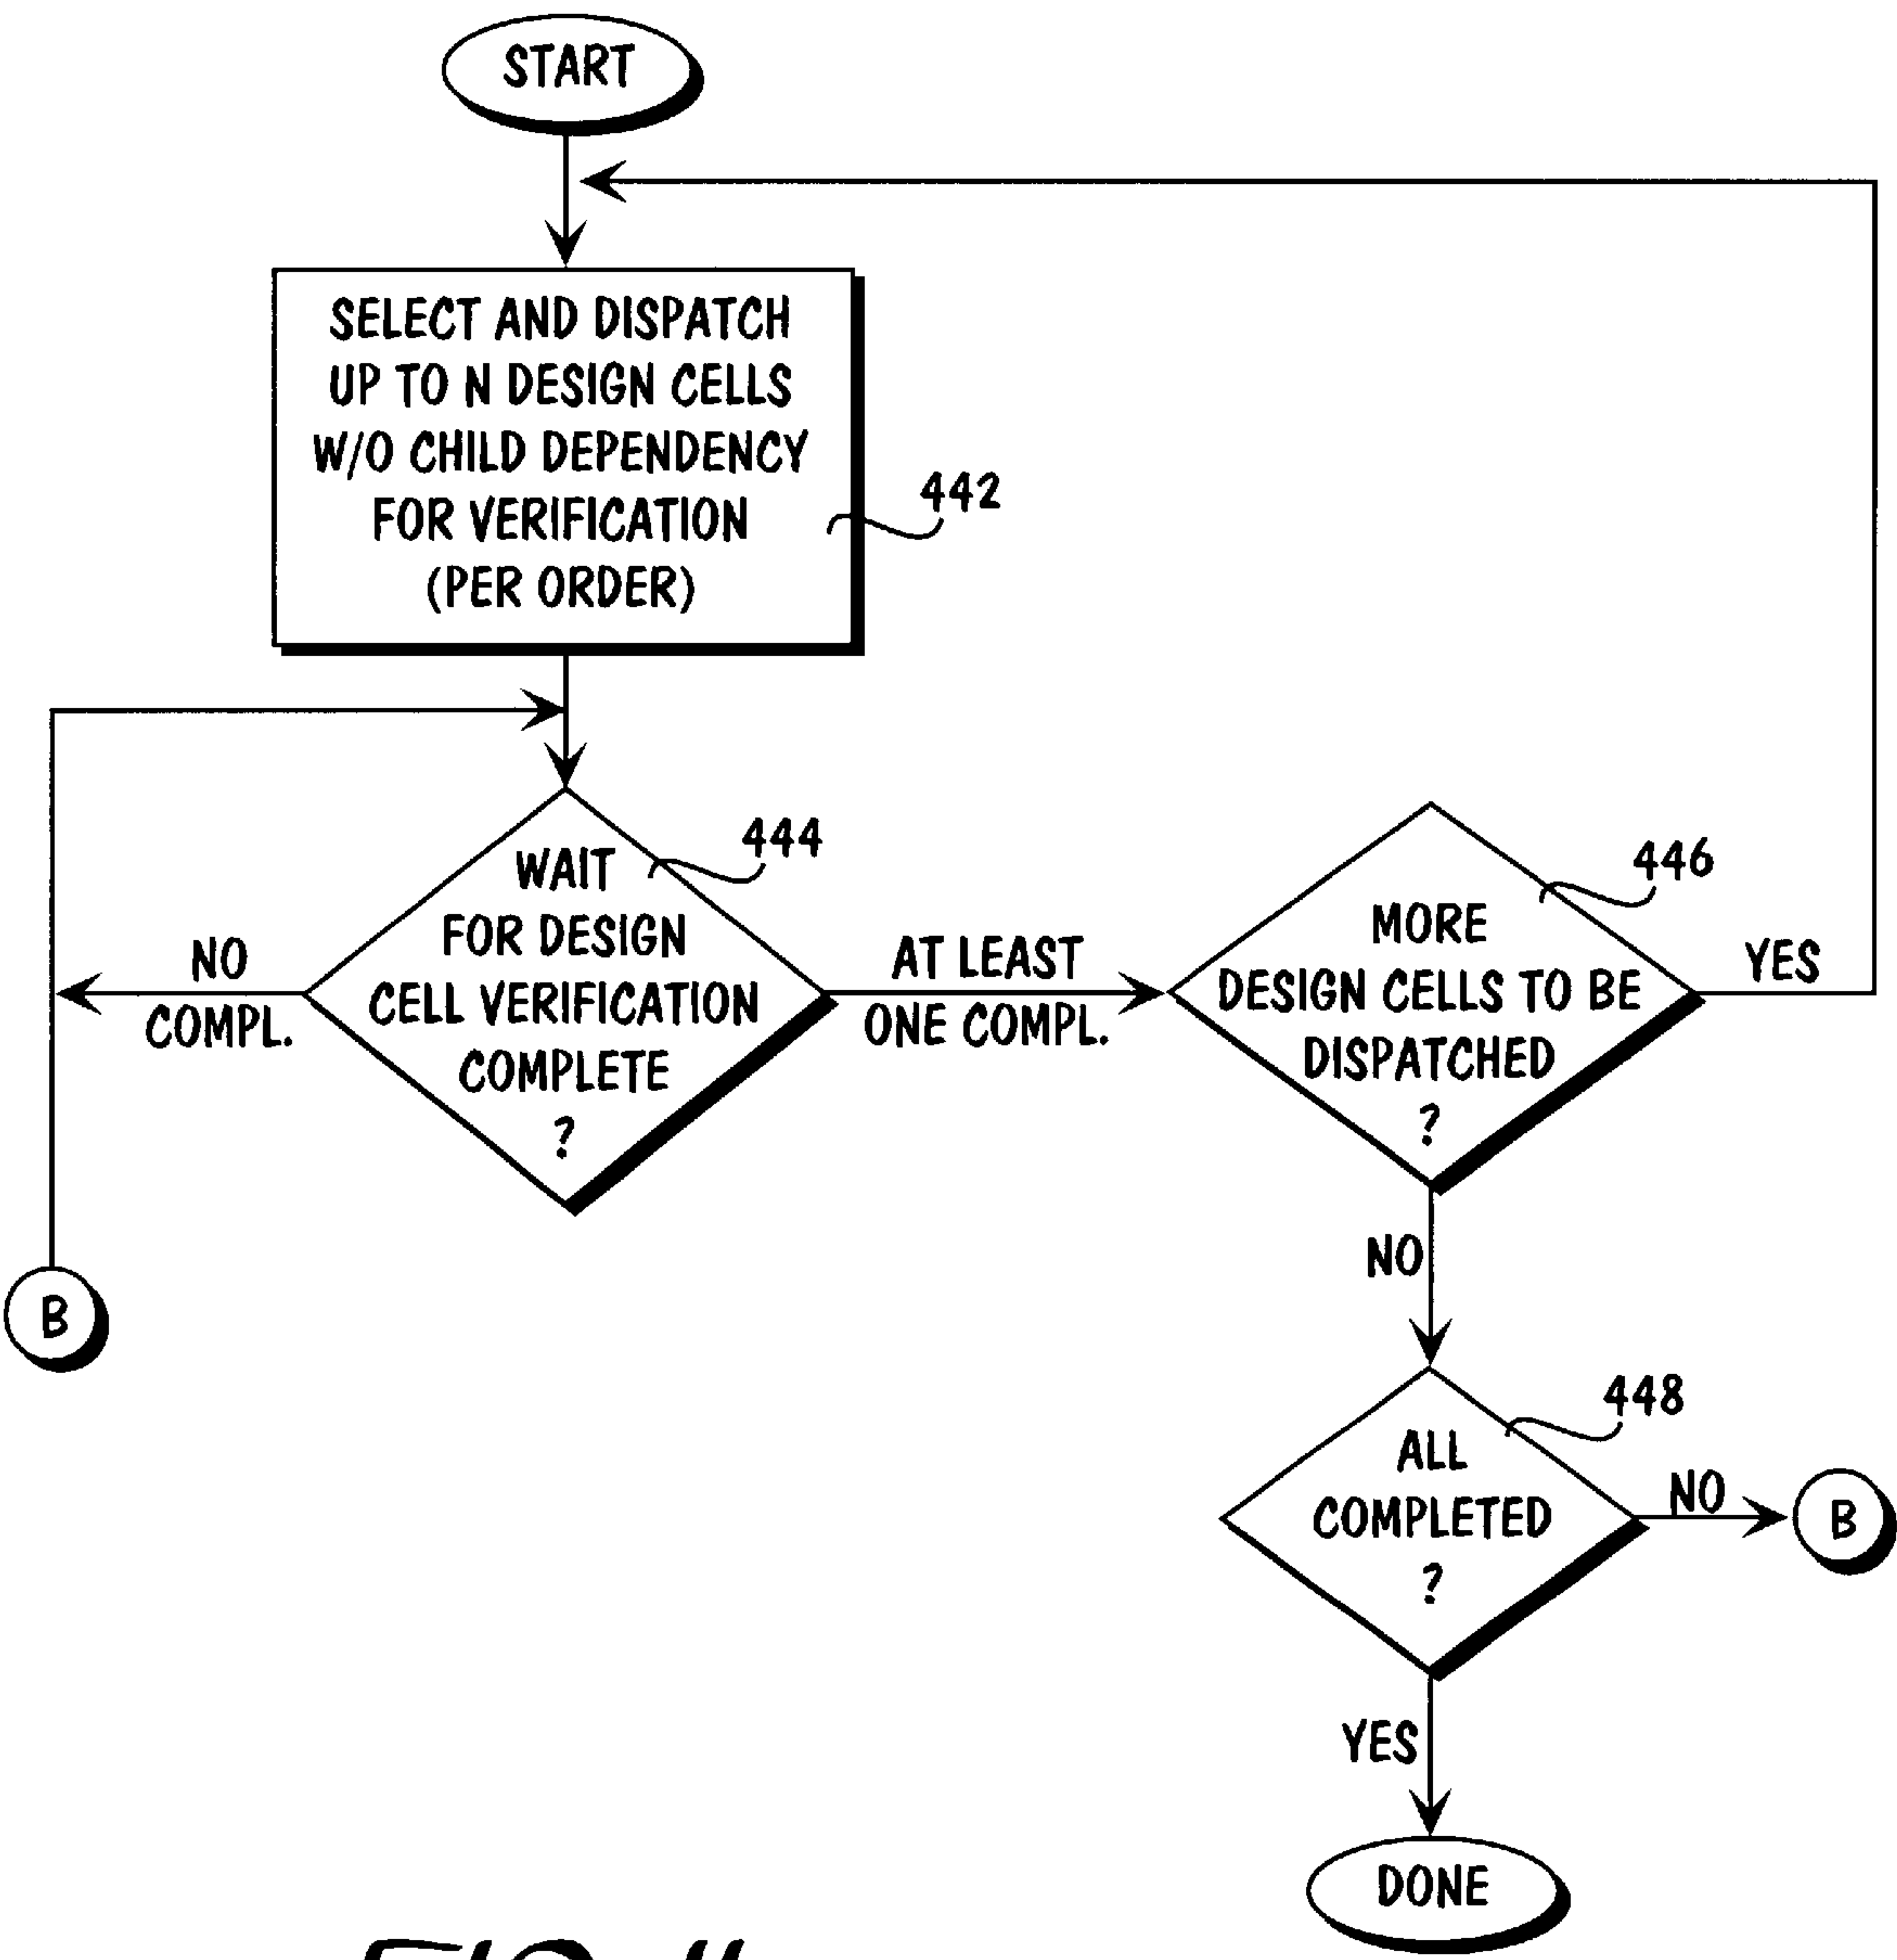 START
SELECT AND DISPATCH
UP TO N DESIGN CELLS
W/O CHILD DEPENDENCY
FOR VERIFICATION
(PER ORDER)
442
WAIT
FOR DESIGN
CELL VERIFICATION
COMPLETE
?
444
NO
COMPL.
AT LEAST
ONE COMPL.
MORE
DESIGN CELLS TO BE
DISPATCHED
?
446
YES
B
NO
ALL
COMPLETED
?
448
NO
B
YES
DONE